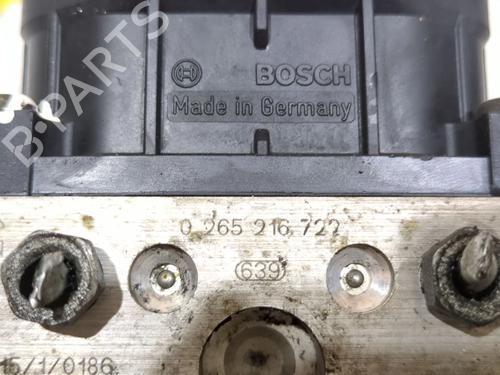 BOSCH
Made in Germany
B-PARTS
0 265 216 722
639
15/1/0186